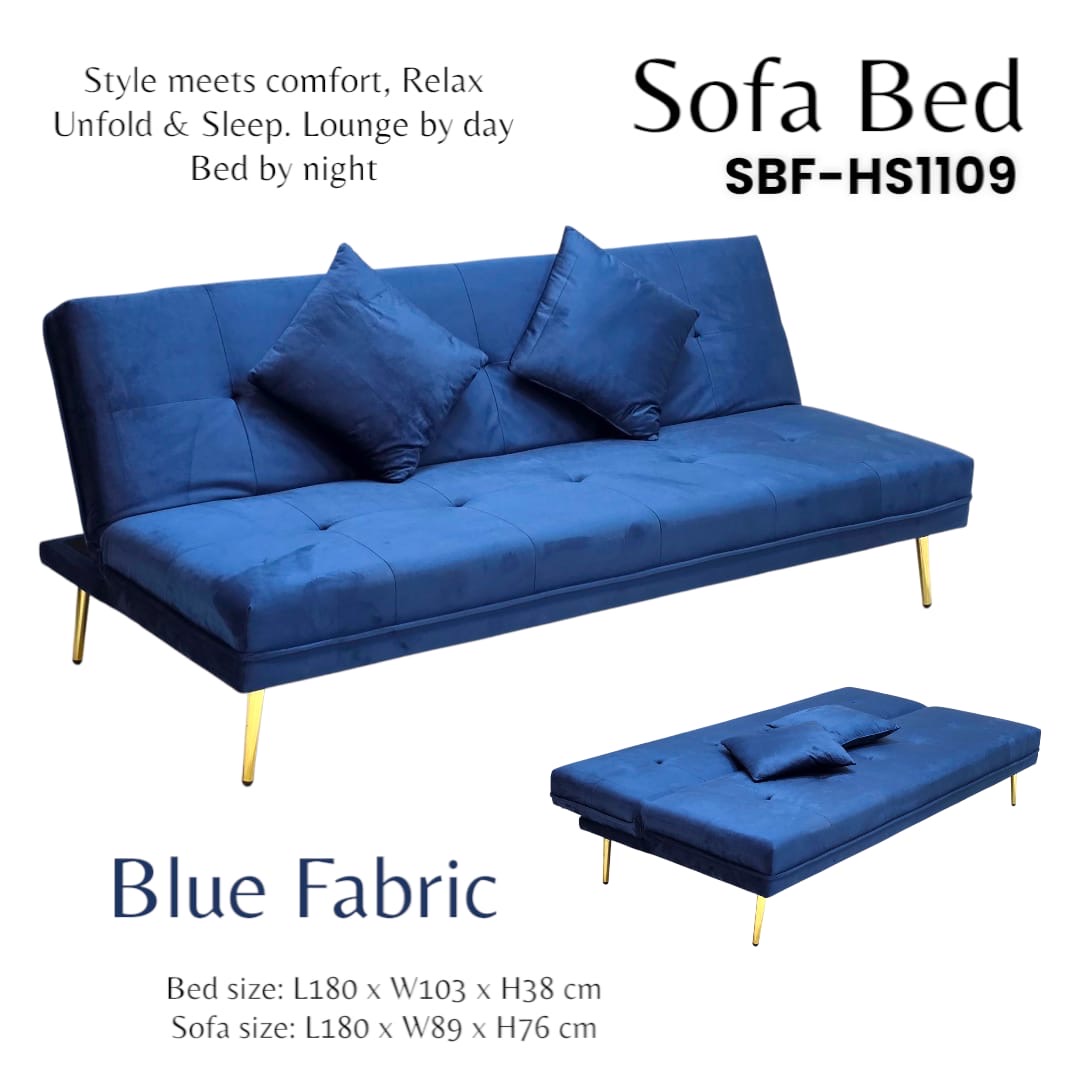 Style meets comfort, Relax
Unfold & Sleep. Lounge by day
Bed by night
Sofa Bed
SBF-HS1109
Blue Fabric
Bed size: L180 x W103 x H38 cm
Sofa size: L180 x W89 x H76 cm